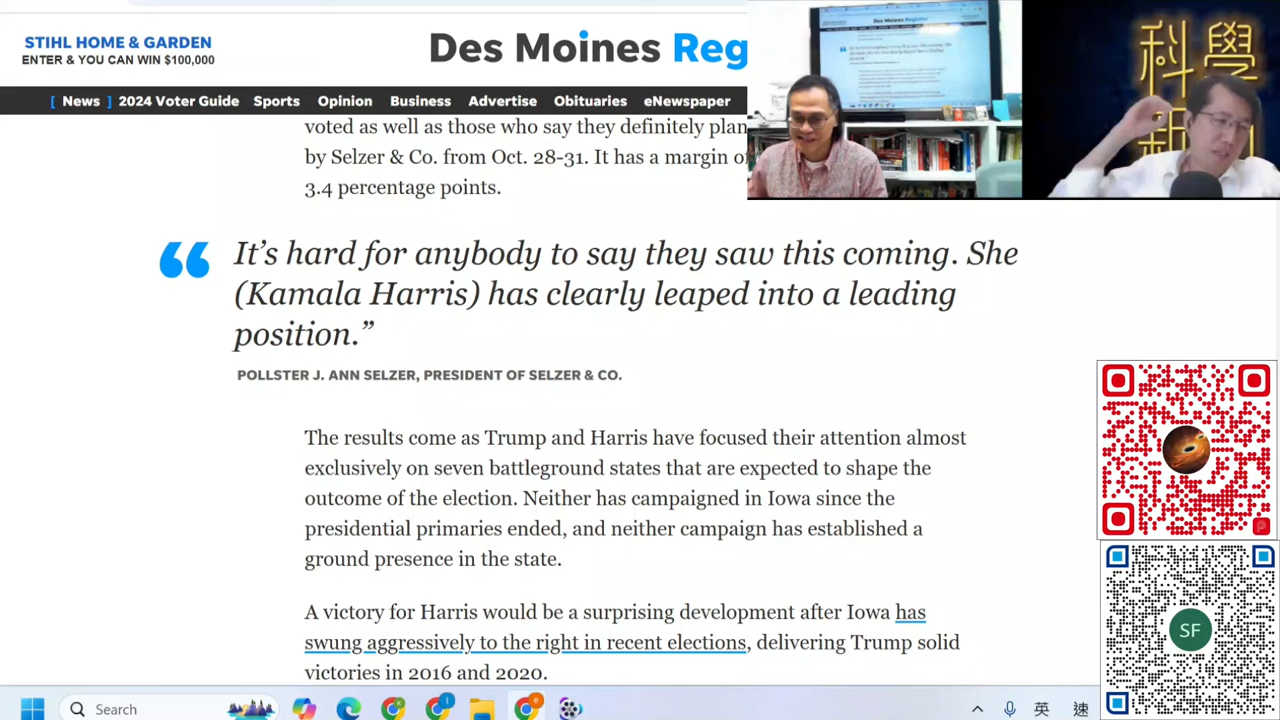 STIHL HOME & GARDEN
ENTER & YOU CAN WIN $100,000
Des Moines Reg
[ News ] 2024 Vote Guide Sports Opinion Business Advertise Obituaries eNewspaper
voted as well as those who say they definitely plan
by Selzer & Co. from Oct. 28-31. It has a margin o
3.4 percentage points.
“It’s hard for anybody to say they saw this coming. She
(Kamala Harris) has clearly leaped into a leading
position.”
POLLSTER J. ANN SELZER, PRESIDENT OF SELZER & CO.
The results come as Trump and Harris have focused their attention almost
exclusively on seven battleground states that are expected to shape the
outcome of the election. Neither has campaigned in Iowa since the
presidential primaries ended, and neither campaign has established a
ground presence in the state.
A victory for Harris would be a surprising development after Iowa has
swung aggressively to the right in recent elections, delivering Trump solid
victories in 2016 and 2020.
Des Moines Register
科學
SF
Search
英 速